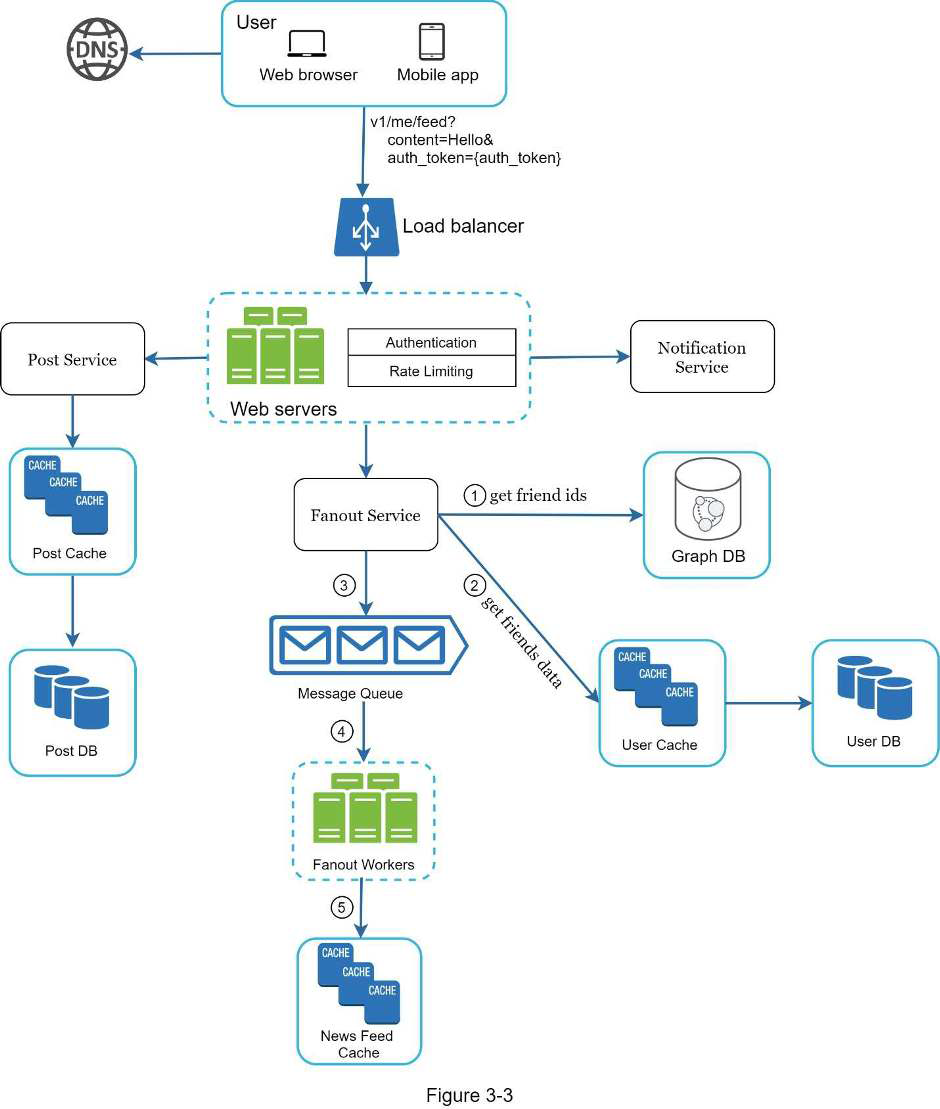 User
DNS
Web browser
Mobile app
v1/me/feed?
content=Hello&
auth_token={auth_token}
Load balancer
Authentication
Rate Limiting
Web servers
Post Service
Notification
Service
CACHE
CACHE
CACHE
Post Cache
Post DB
Fanout Service
1 get friend ids
Graph DB
2 get friends data
CACHE
CACHE
CACHE
User Cache
User DB
3
Message Queue
4
Fanout Workers
5
CACHE
CACHE
CACHE
News Feed
Cache
Figure 3-3